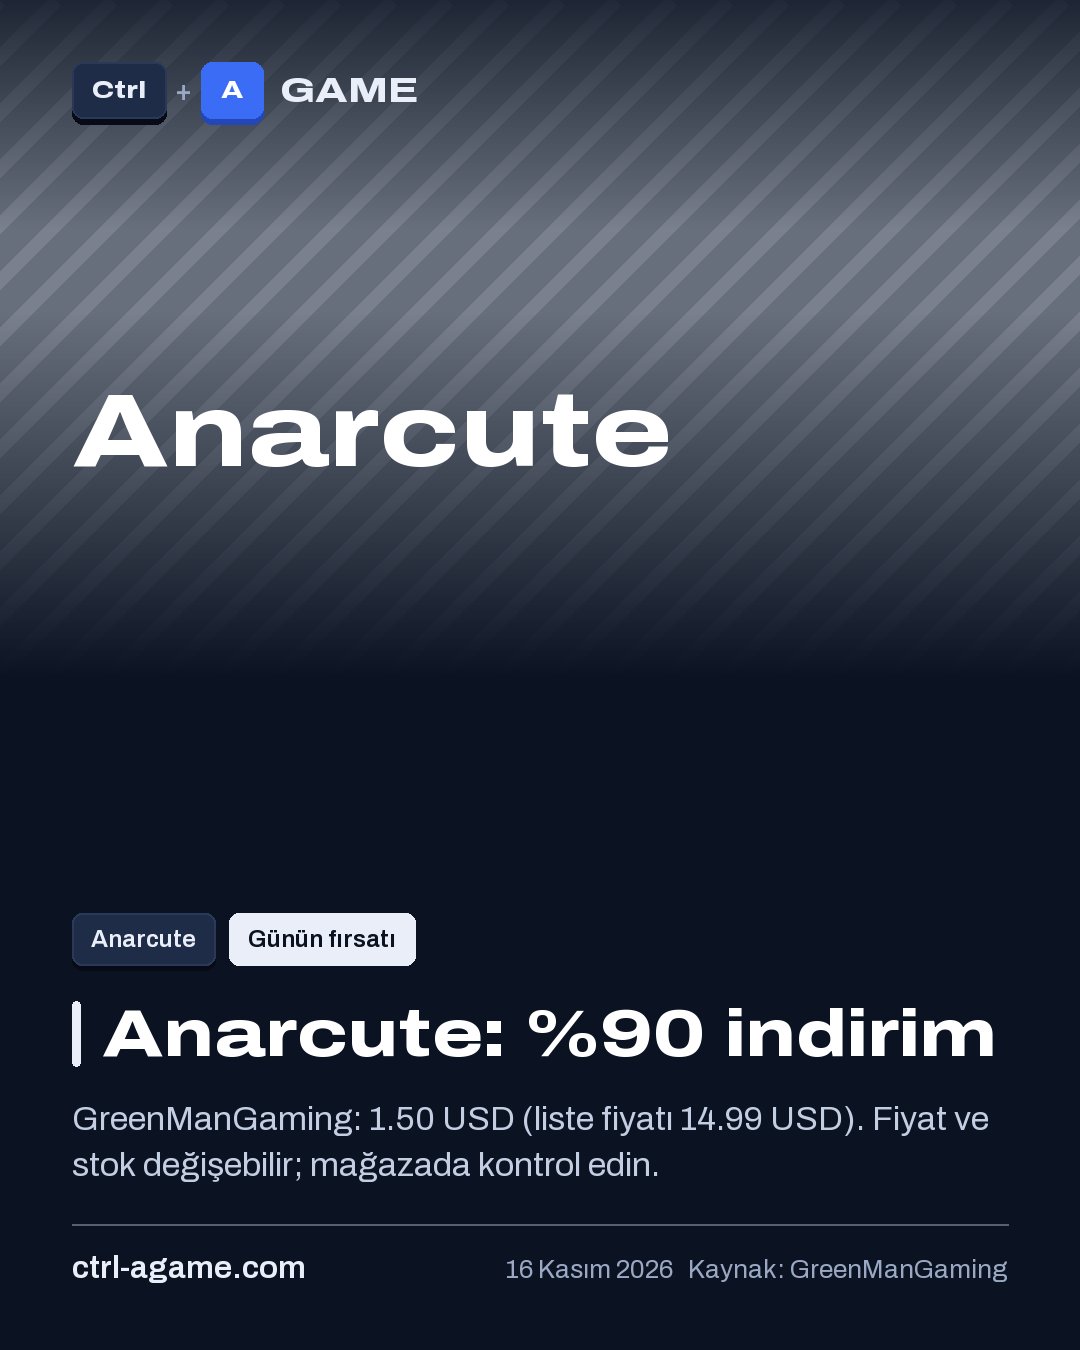 Ctrl + A GAME
Anarcute
Anarcute Günün fırsatı
Anarcute: %90 indirim
GreenManGaming: 1.50 USD (liste fiyatı 14.99 USD). Fiyat ve
stok değişebilir; mağazada kontrol edin.
ctrl-agame.com 16 Kasım 2026 Kaynak: GreenManGaming